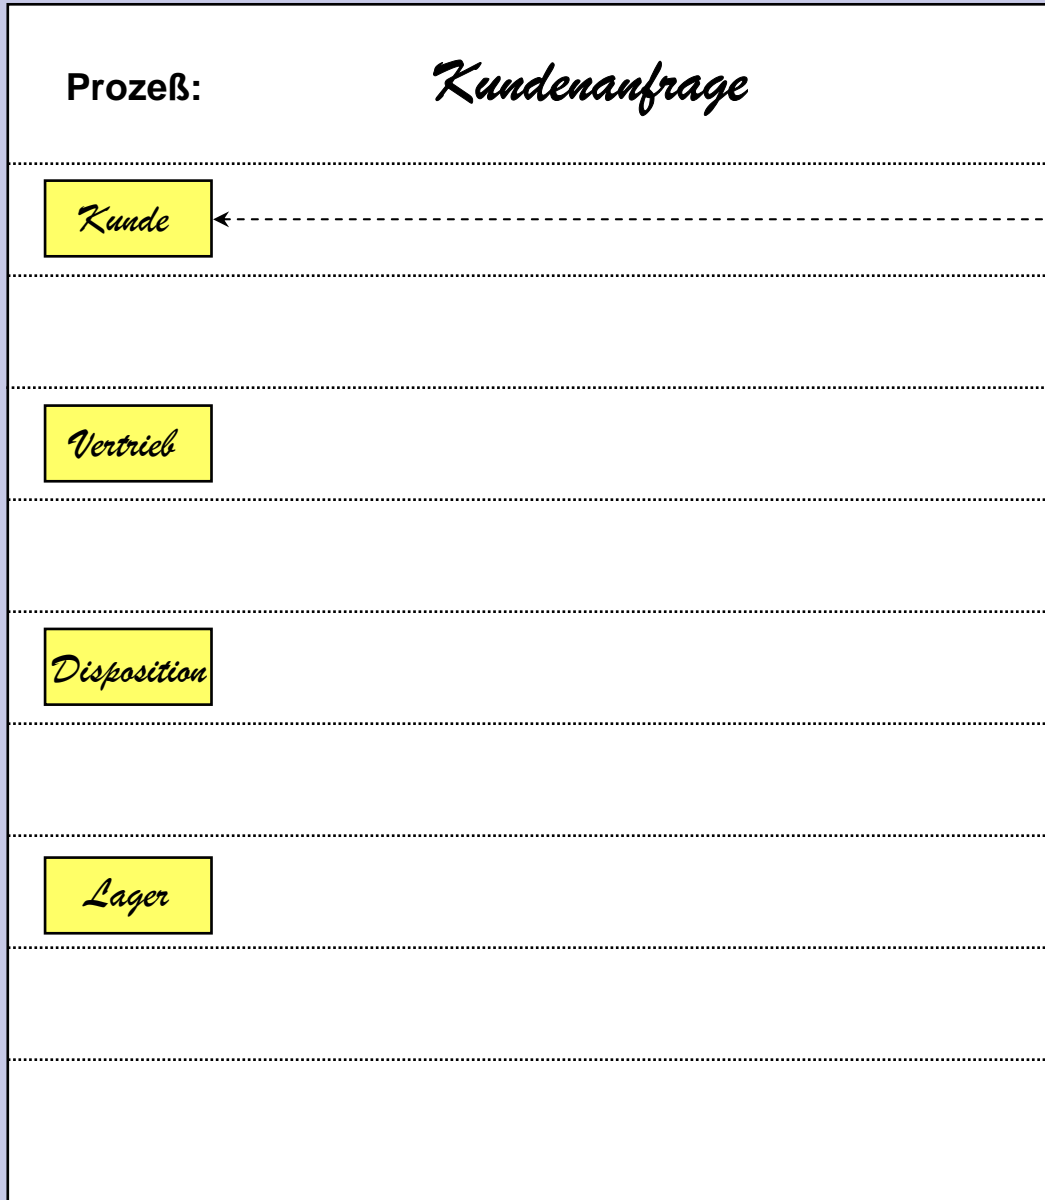 Prozeß: Kundenanfrage
Kunde
Vertrieb
Disposition
Lager